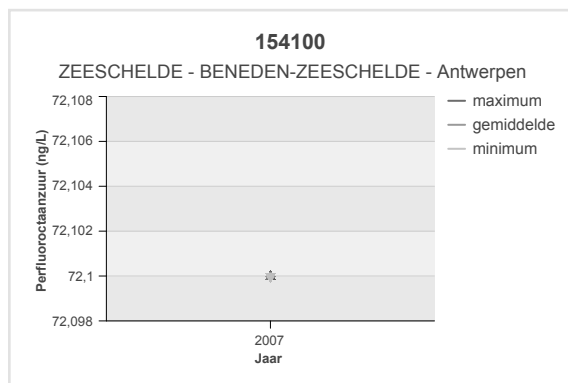 154100
ZEESCHELDE - BENEDEN-ZEESCHELDE - Antwerpen
72,108
72,106
72,104
72,102
72,1
72,098
Perfluoroctaanzuur (ng/L)
2007
Jaar
maximum
gemiddelde
minimum